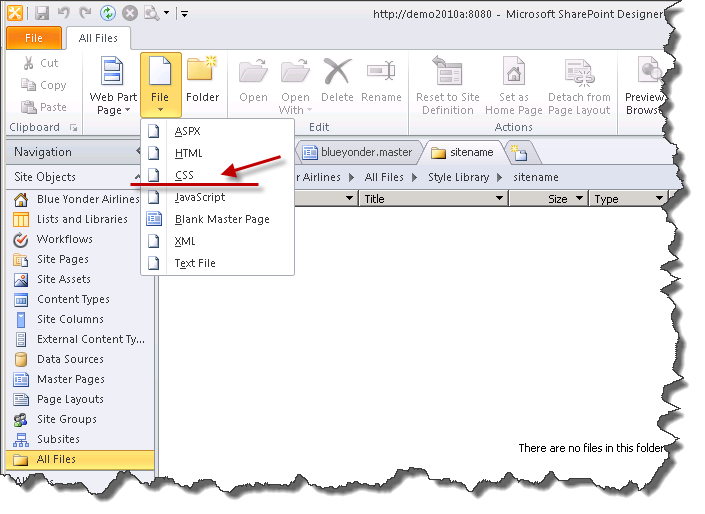 http://demo2010a:8080 - Microsoft SharePoint Designer
File All Files
Cut
Copy
Paste
Clipboard
Web Part Page
File
Folder
Open
Open With
Delete
Rename
Edit
Reset to Site Definition
Set as Home Page
Detach from Page Layout
Actions
Preview
Browse
ASPX
HTML
CSS
JavaScript
Blank Master Page
XML
Text File
Navigation
blueyonder.master
sitename
Site Objects
er Airlines All Files Style Library sitename
Title Size Type
Blue Yonder Airlines
Lists and Libraries
Workflows
Site Pages
Site Assets
Content Types
Site Columns
External Content Ty...
Data Sources
Master Pages
Page Layouts
Site Groups
Subsites
All Files
There are no files in this folder